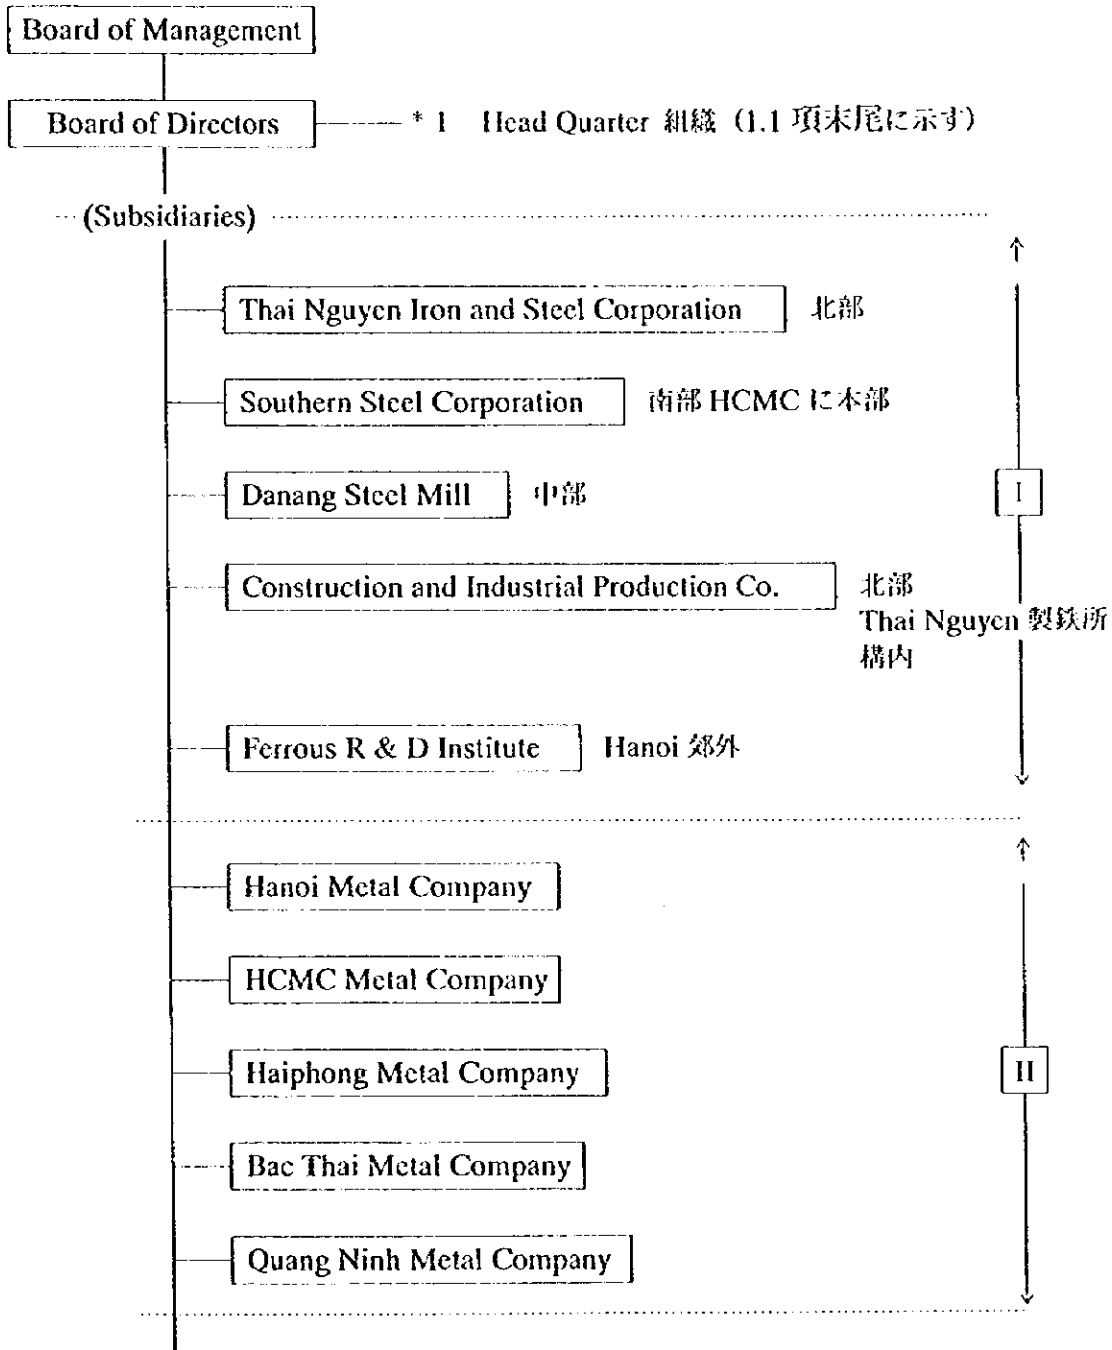 Board of Management
Board of Directors * 1 Head Quarter 組織（1.1 項末尾に示す）
(Subsidiaries)
Thai Nguyen Iron and Steel Corporation 北部
Southern Steel Corporation 南部 HCMC に本部
Danang Steel Mill 中部
I
Construction and Industrial Production Co. 北部
Thai Nguyen 製鉄所
構内
Ferrous R & D Institute Hanoi 郊外
Hanoi Metal Company
HCMC Metal Company
Haiphong Metal Company
II
Bac Thai Metal Company
Quang Ninh Metal Company